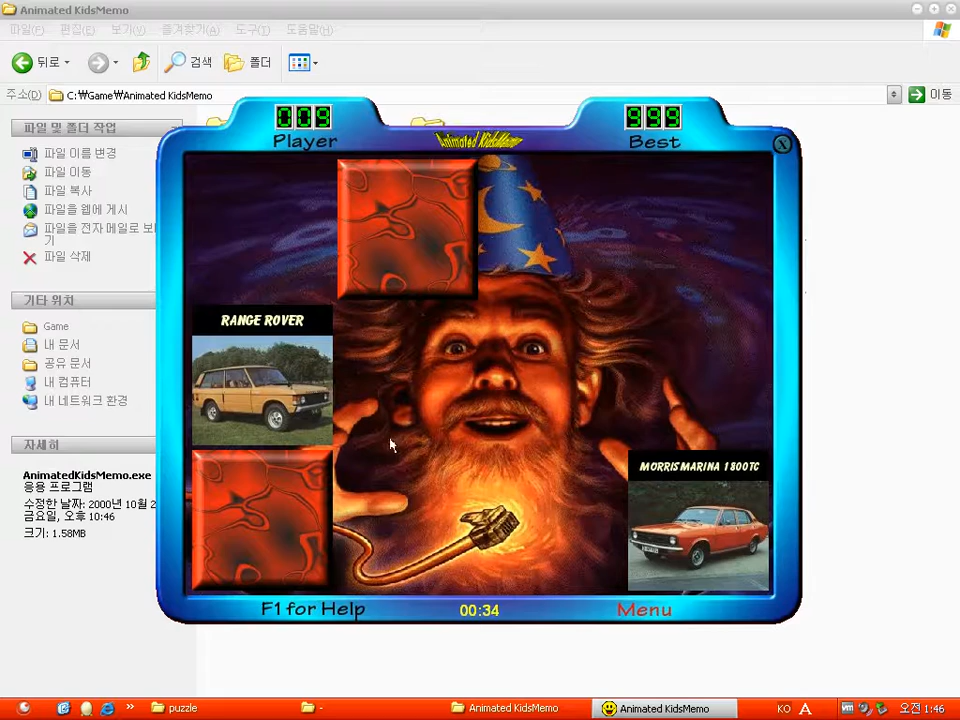 Animated KidsMemo
파일(F) 편집(E) 보기(V) 즐겨찾기(A) 도구(T) 도움말(H)
뒤로 검색 폴더
주소(D) C:₩Game₩Animated KidsMemo 이동
009 999
Player Animated KidsMemo Best
X
파일 및 폴더 작업
파일 이름 변경
파일 이동
파일 복사
파일을 웹에 게시
파일을 전자 메일로 보
기
파일 삭제
기타 위치
Game
내 문서
공유 문서
내 컴퓨터
내 네트워크 환경
자세히
AnimatedKidsMemo.exe
응용 프로그램
수정한 날짜: 2000년 10월 2
금요일, 오후 10:46
크기: 1.58MB
RANGE ROVER
MORRIS MARINA 1800TC
F1 for Help 00:34 Menu
puzzle - Animated KidsMemo Animated KidsMemo KO A 오전 1:46